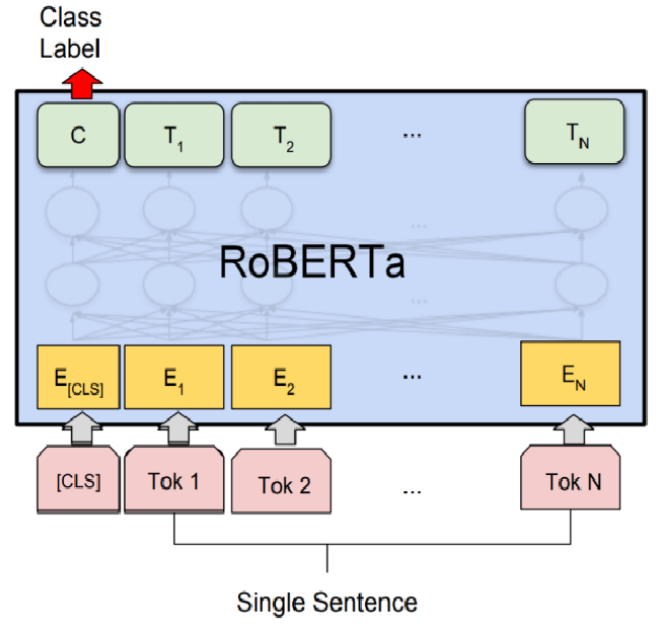 Class
Label
C T1 T2 ... TN
...
RoBERTa
...
E[CLS] E1 E2 ... EN
[CLS] Tok 1 Tok 2 ... Tok N
Single Sentence